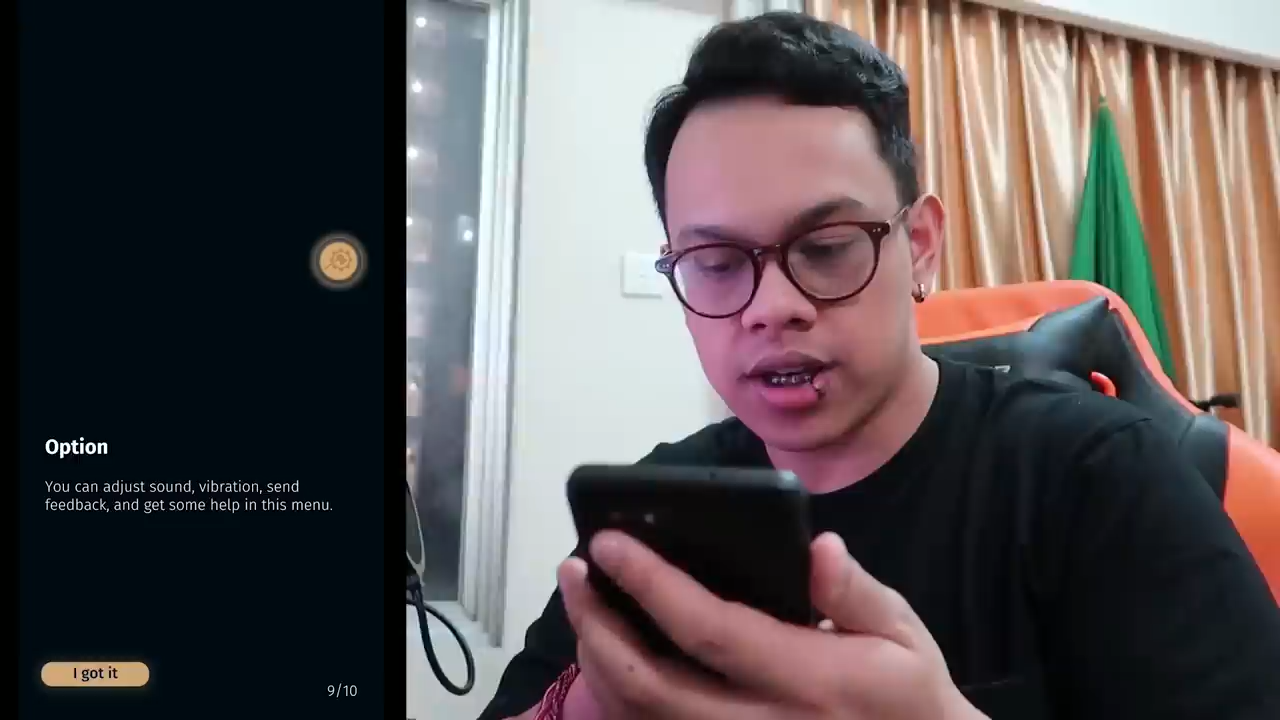 Option
You can adjust sound, vibration, send
feedback, and get some help in this menu.
I got it
9/10